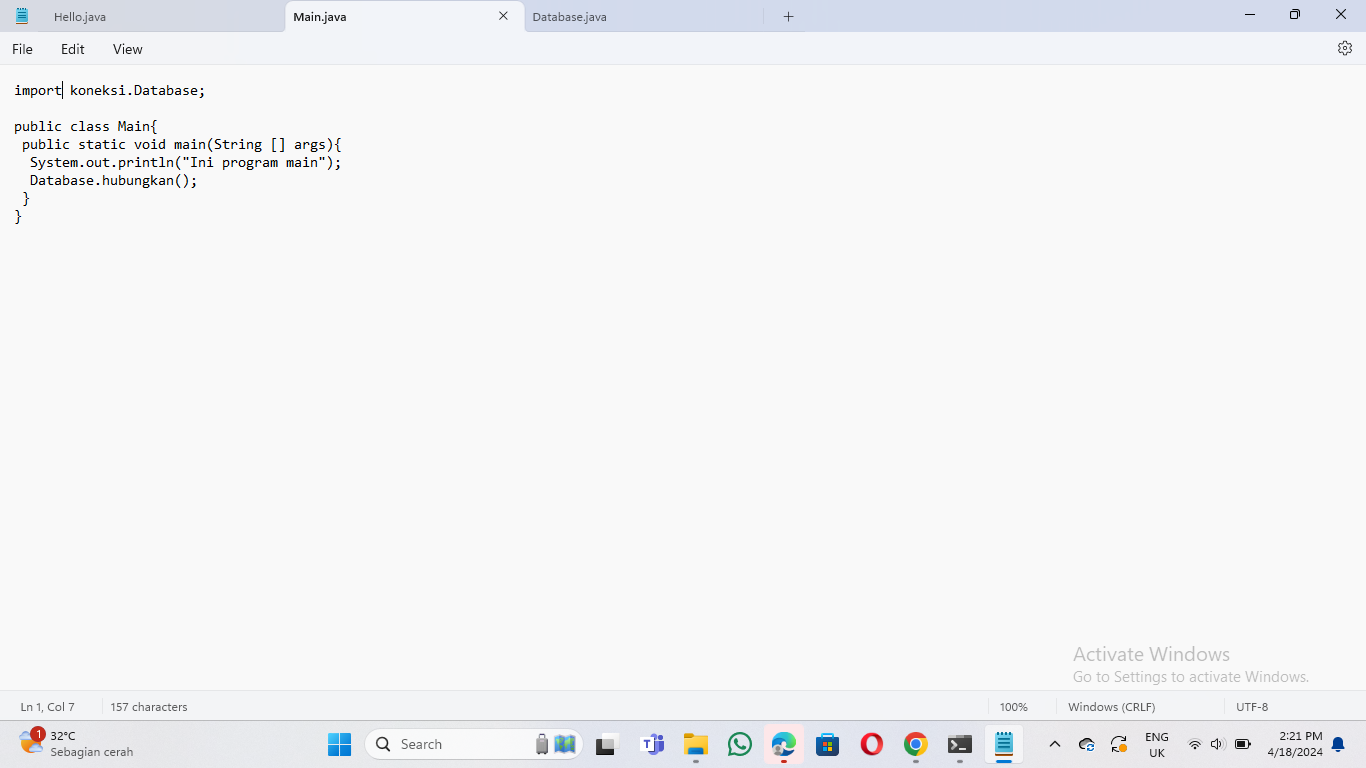 Hello.java
Main.java
Database.java
File Edit View
import koneksi.Database;
public class Main{
public static void main(String [] args){
System.out.println("Ini program main");
Database.hubungkan();
}
}
Activate Windows
Go to Settings to activate Windows.
Ln 1, Col 7
157 characters
100%
Windows (CRLF)
UTF-8
1
32°C
Sebagian cerah
Search
ENG
UK
2:21 PM
4/18/2024